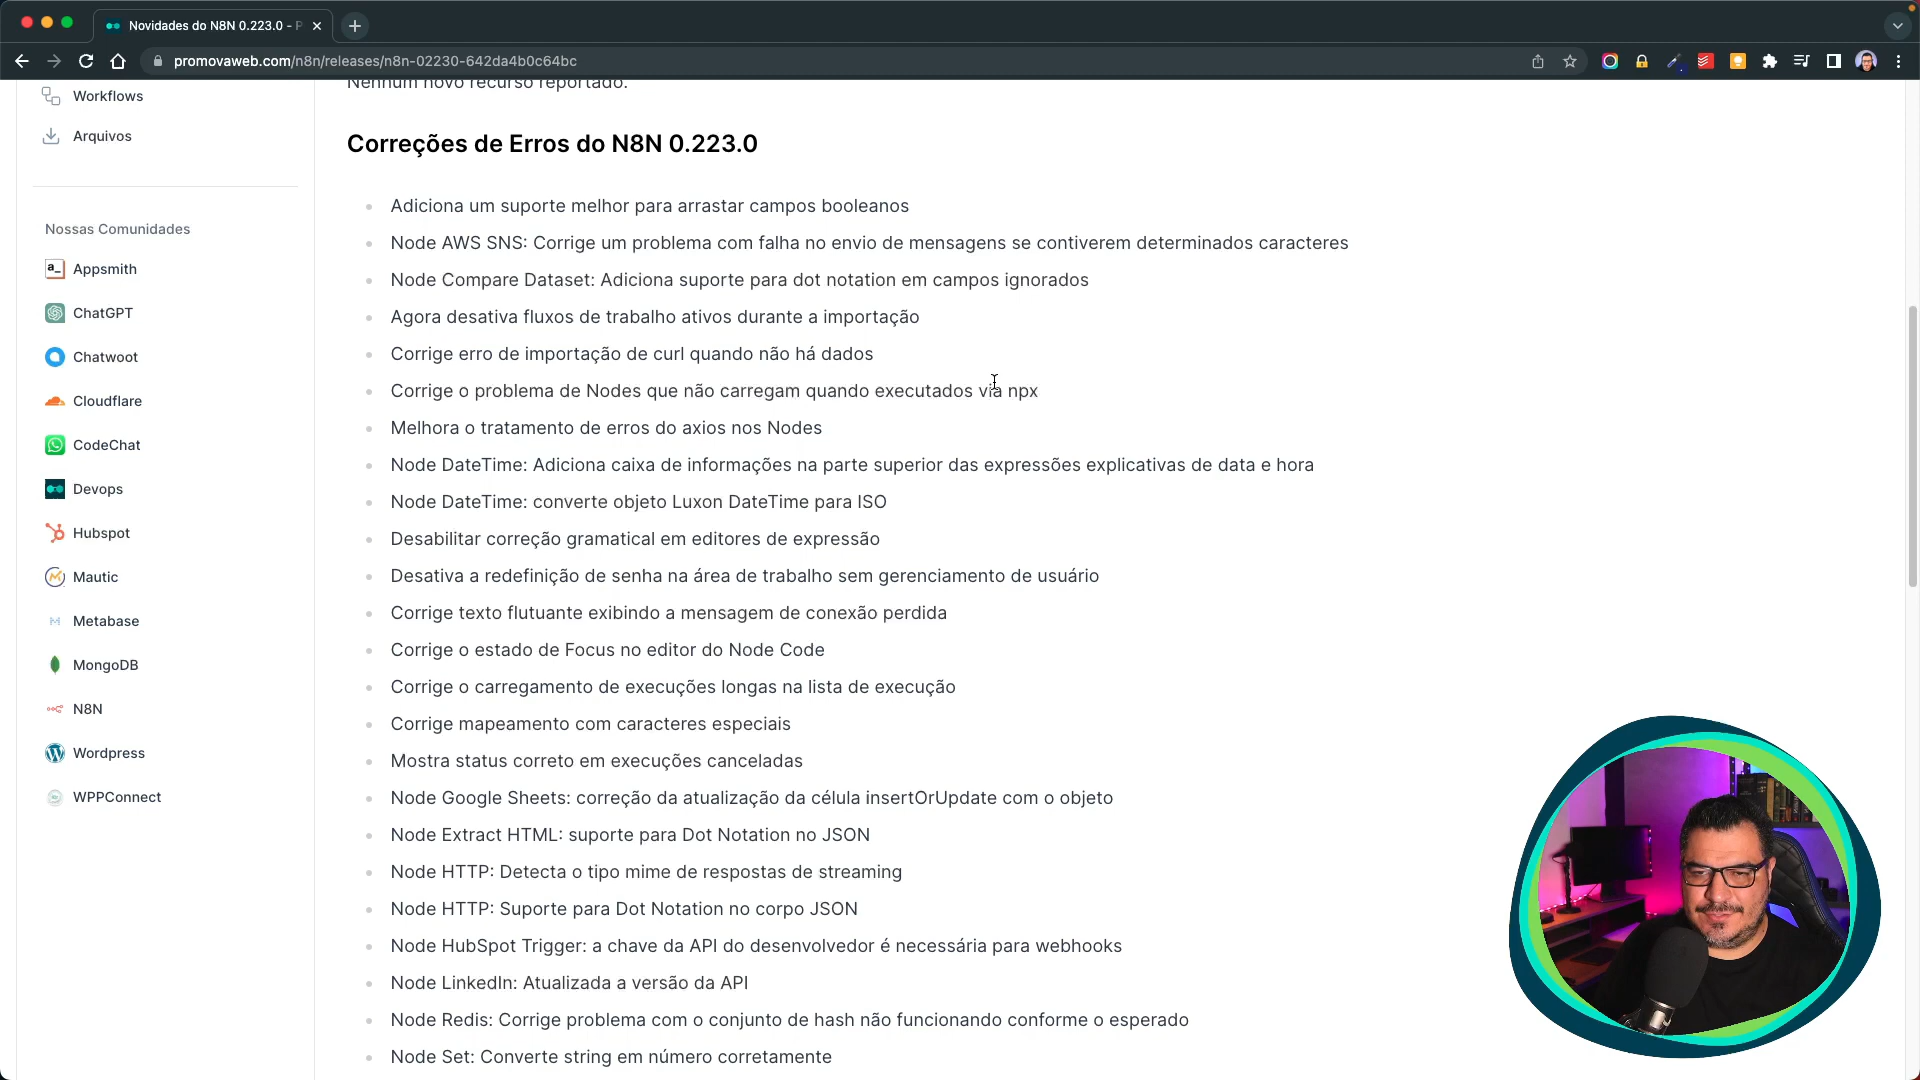 Novidades do N8N 0.223.0 - P
promovaweb.com/n8n/releases/n8n-02230-642da4b0c64bc
Workflows
Arquivos
Nossas Comunidades
Appsmith
ChatGPT
Chatwoot
Cloudflare
CodeChat
Devops
Hubspot
Mautic
Metabase
MongoDB
N8N
Wordpress
WPPConnect
Nenhum novo recurso reportado.
Correções de Erros do N8N 0.223.0
Adiciona um suporte melhor para arrastar campos booleanos
Node AWS SNS: Corrige um problema com falha no envio de mensagens se contiverem determinados caracteres
Node Compare Dataset: Adiciona suporte para dot notation em campos ignorados
Agora desativa fluxos de trabalho ativos durante a importação
Corrige erro de importação de curl quando não há dados
Corrige o problema de Nodes que não carregam quando executados via npx
Melhora o tratamento de erros do axios nos Nodes
Node DateTime: Adiciona caixa de informações na parte superior das expressões explicativas de data e hora
Node DateTime: converte objeto Luxon DateTime para ISO
Desabilitar correção gramatical em editores de expressão
Desativa a redefinição de senha na área de trabalho sem gerenciamento de usuário
Corrige texto flutuante exibindo a mensagem de conexão perdida
Corrige o estado de Focus no editor do Node Code
Corrige o carregamento de execuções longas na lista de execução
Corrige mapeamento com caracteres especiais
Mostra status correto em execuções canceladas
Node Google Sheets: correção da atualização da célula insertOrUpdate com o objeto
Node Extract HTML: suporte para Dot Notation no JSON
Node HTTP: Detecta o tipo mime de respostas de streaming
Node HTTP: Suporte para Dot Notation no corpo JSON
Node HubSpot Trigger: a chave da API do desenvolvedor é necessária para webhooks
Node LinkedIn: Atualizada a versão da API
Node Redis: Corrige problema com o conjunto de hash não funcionando conforme o esperado
Node Set: Converte string em número corretamente